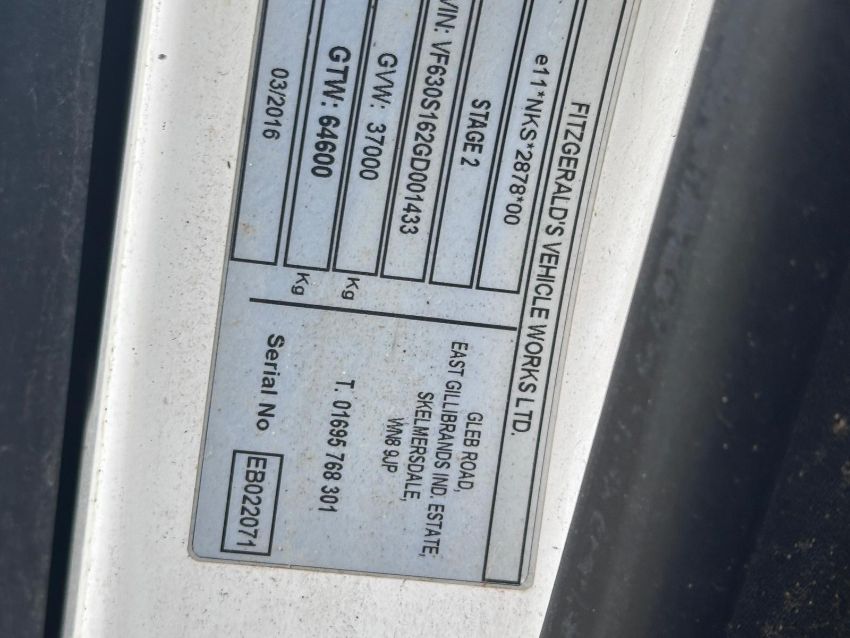 FITZGERALD'S VEHICLE WORKS LTD.
e11*NKS*2878*00
STAGE 2
VIN: VF630S162GD001433
GVW: 37000 Kg
GTW: 64600 Kg
03/2016
GLEB ROAD,
EAST GILLIBRANDS IND. ESTATE,
SKELMERSDALE,
WN8 9JP
T. 01695 768 301
Serial No EB022071